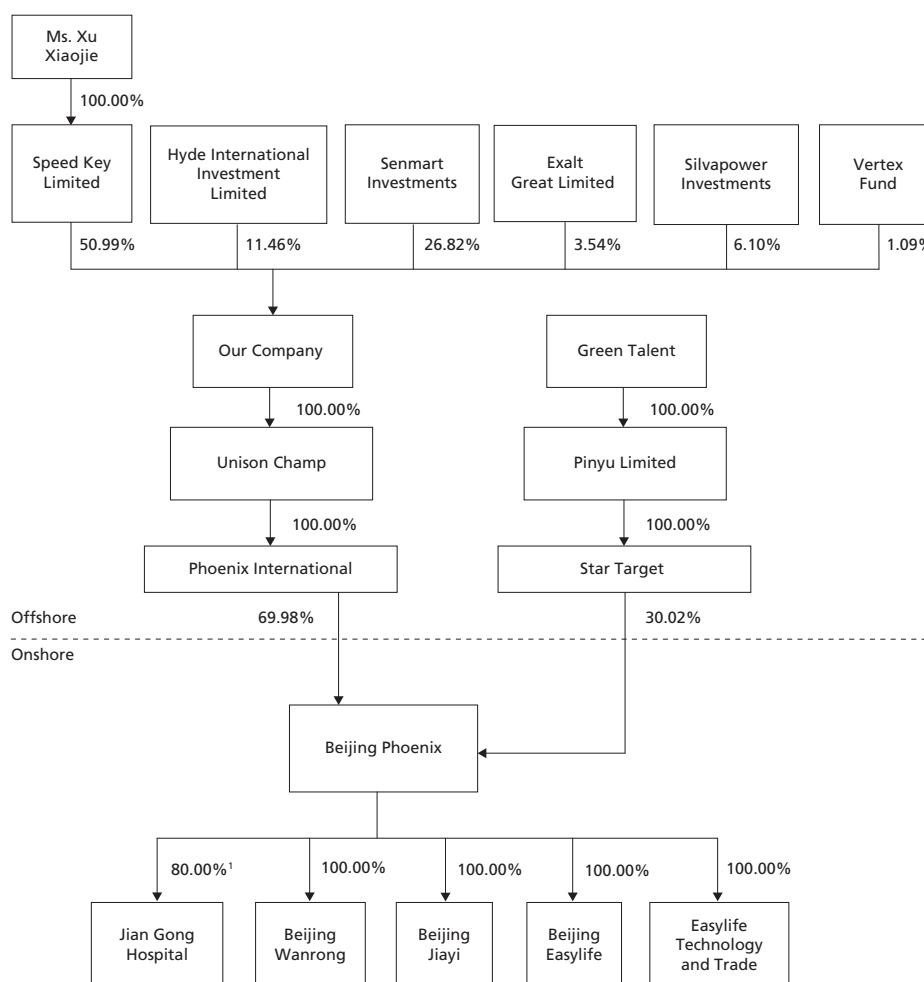 Ms. Xu
Xiaojie
100.00%
Speed Key
Limited
Hyde International
Investment
Limited
Senmart
Investments
Exalt
Great Limited
Silvapower
Investments
Vertex
Fund
50.99%
11.46%
26.82%
3.54%
6.10%
1.09%
Our Company
Green Talent
100.00%
100.00%
Unison Champ
Pinyu Limited
100.00%
100.00%
Phoenix International
Star Target
Offshore
69.98%
30.02%
Onshore
Beijing Phoenix
80.00%¹
100.00%
100.00%
100.00%
100.00%
Jian Gong
Hospital
Beijing
Wanrong
Beijing
Jiayi
Beijing
Easylife
Easylife
Technology
and Trade